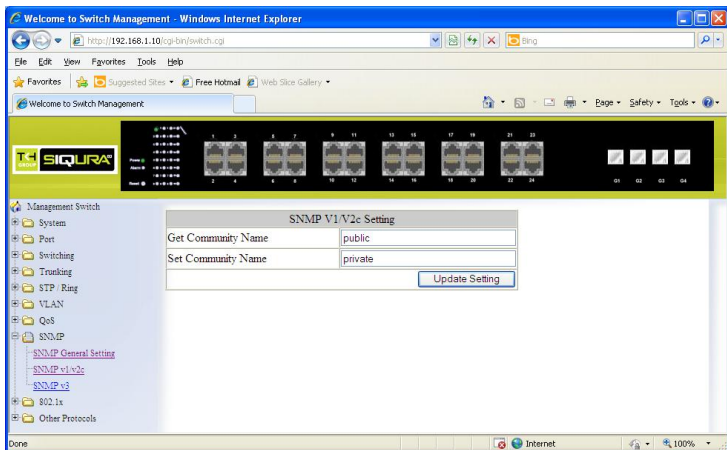 Welcome to Switch Management - Windows Internet Explorer
http://192.168.1.10/cgi-bin/switch.cgi
Bing
File Edit View Favorites Tools Help
Favorites Suggested Sites Free Hotmail Web Slice Gallery
Welcome to Switch Management
Page Safety Tools
1 3 5 7 9 11 13 15 17 19 21 23
TKH GROUP SIQURA
Power
Alarm
Reset
2 4 6 8 10 12 14 16 18 20 22 24
G1 G2 G3 G4
Management Switch
System
Port
Switching
Trunking
STP / Ring
VLAN
QoS
SNMP
SNMP General Setting
SNMP v1/v2c
SNMP v3
802.1x
Other Protocols
SNMP V1/V2c Setting
Get Community Name public
Set Community Name private
Update Setting
Done
Internet
100%